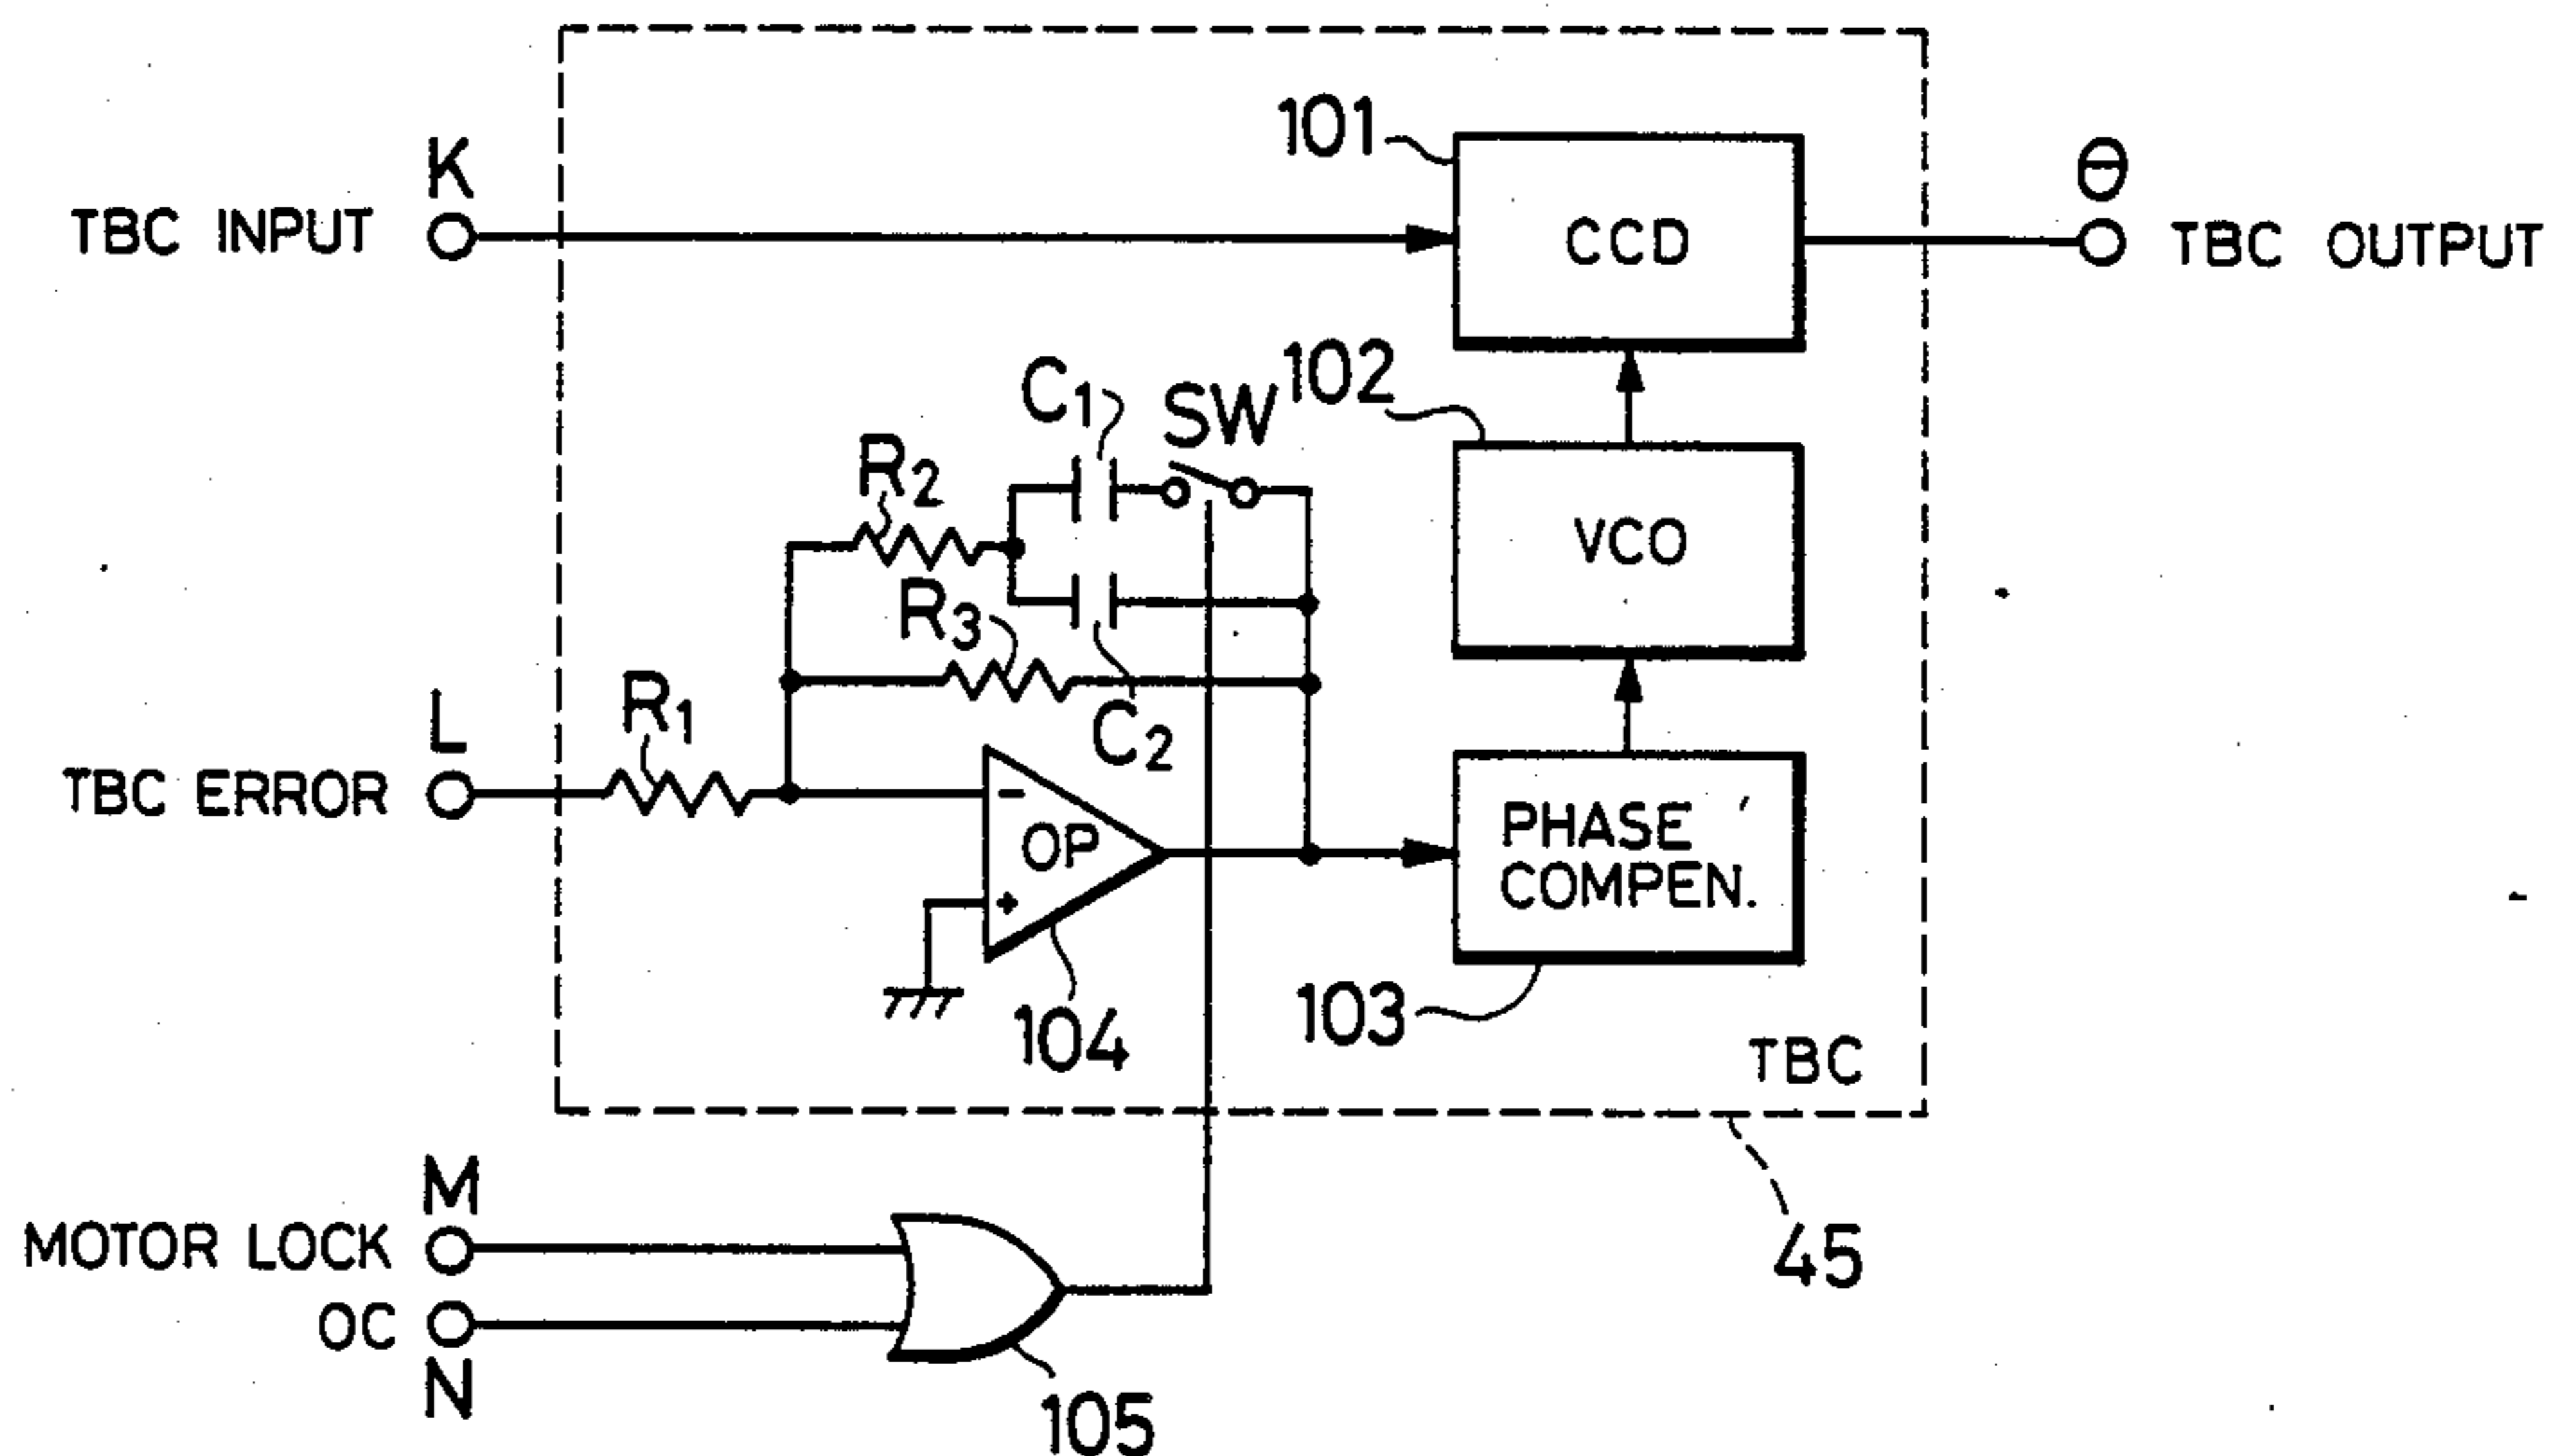 101
K
Θ
TBC INPUT
CCD
TBC OUTPUT
C1
SW
102
R2
VCO
R3
R1
L
C2
TBC ERROR
-
OP
+
PHASE
COMPEN.
104
103
TBC
M
MOTOR LOCK
45
OC
N
105